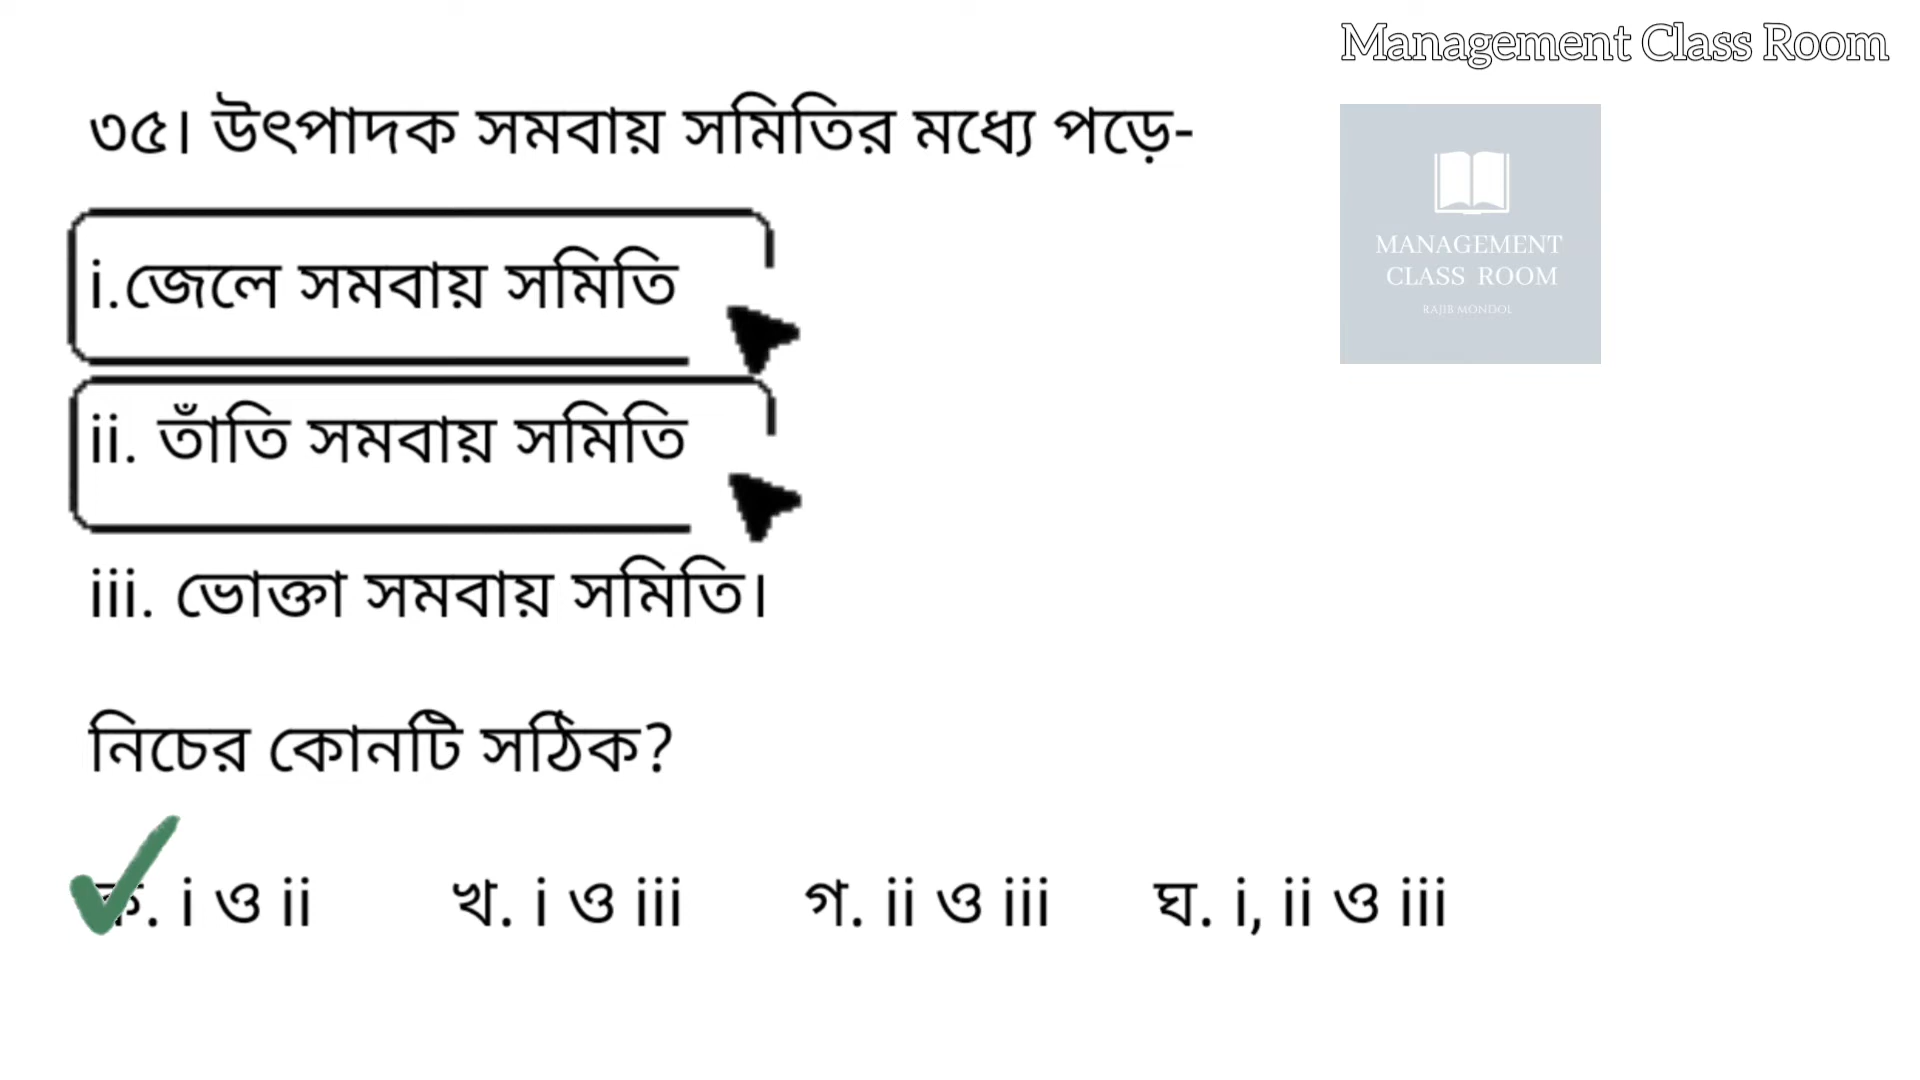 Management Class Room
৩৫। উৎপাদক সমবায় সমিতির মধ্যে পড়ে-
i.জেলে সমবায় সমিতি
ii. তাঁতি সমবায় সমিতি
iii. ভোক্তা সমবায় সমিতি।
নিচের কোনটি সঠিক?
ক. i ও ii খ. i ও iii গ. ii ও iii ঘ. i, ii ও iii
MANAGEMENT
CLASS ROOM
RAJIB MONDOL